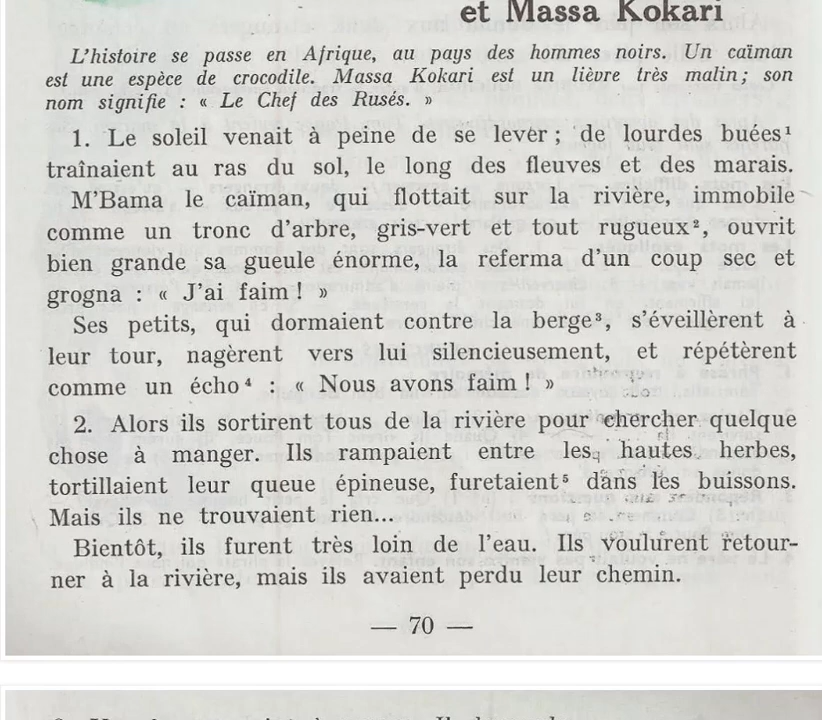 et Massa Kokari
L'histoire se passe en Afrique, au pays des hommes noirs. Un caïman
est une espèce de crocodile. Massa Kokari est un lièvre très malin ; son
nom signifie : « Le Chef des Rusés. »
1. Le soleil venait à peine de se lever ; de lourdes buées¹
traînaient au ras du sol, le long des fleuves et des marais.
M'Bama le caïman, qui flottait sur la rivière, immobile
comme un tronc d'arbre, gris-vert et tout rugueux², ouvrit
bien grande sa gueule énorme, la referma d'un coup sec et
grogna : « J'ai faim ! »
Ses petits, qui dormaient contre la berge³, s'éveillèrent à
leur tour, nagèrent vers lui silencieusement, et répétèrent
comme un écho⁴ : « Nous avons faim ! »
2. Alors ils sortirent tous de la rivière pour chercher quelque
chose à manger. Ils rampaient entre les hautes herbes,
tortillaient leur queue épineuse, furetaient⁵ dans les buissons.
Mais ils ne trouvaient rien...
Bientôt, ils furent très loin de l'eau. Ils voulurent retour-
ner à la rivière, mais ils avaient perdu leur chemin.
— 70 —